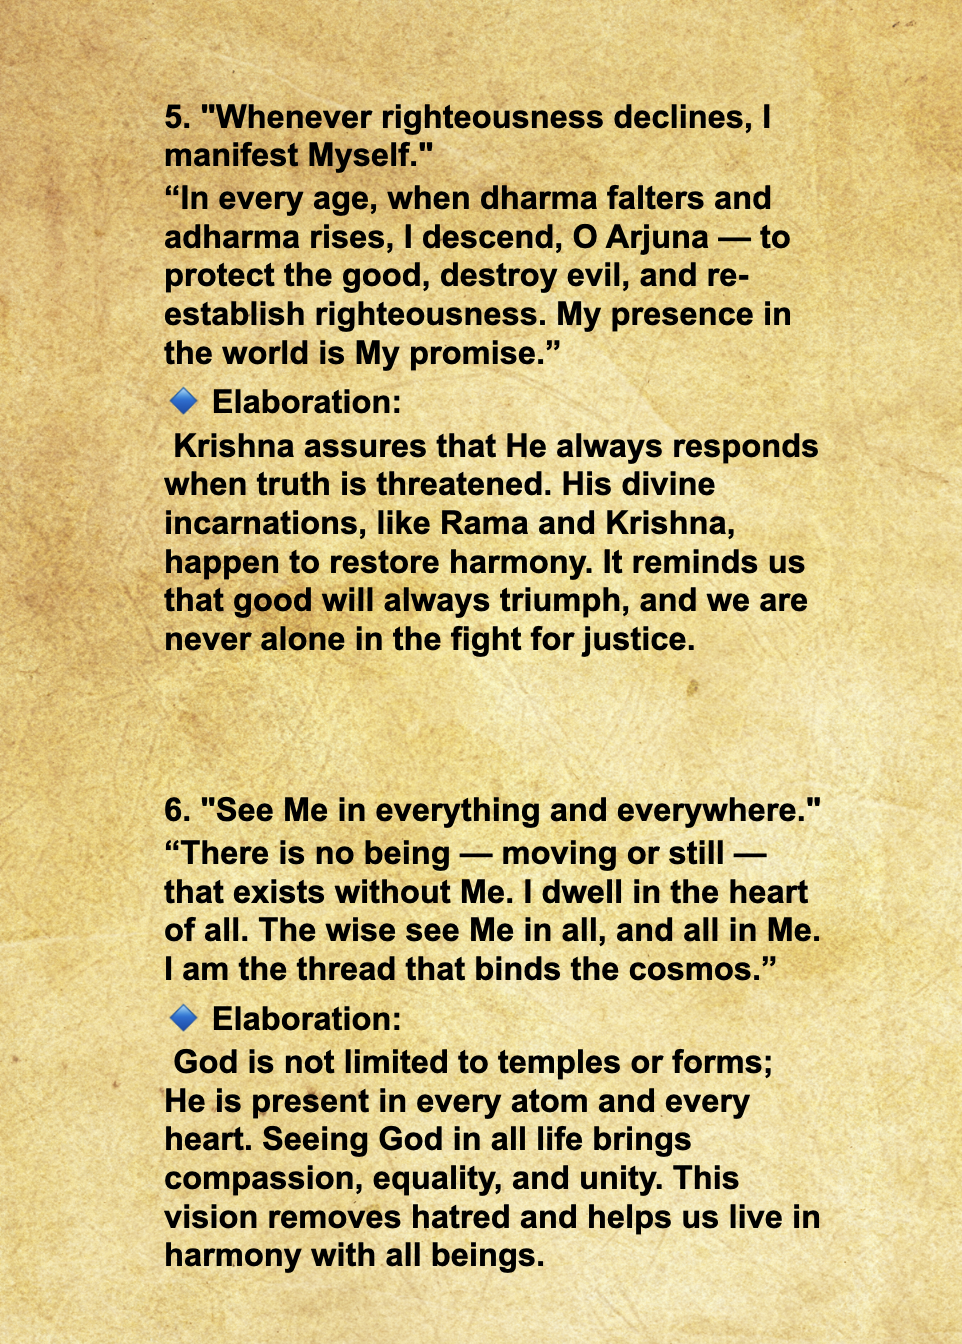 5. "Whenever righteousness declines, I
manifest Myself."
“In every age, when dharma falters and
adharma rises, I descend, O Arjuna — to
protect the good, destroy evil, and re-
establish righteousness. My presence in
the world is My promise.”
🔹 Elaboration:
Krishna assures that He always responds
when truth is threatened. His divine
incarnations, like Rama and Krishna,
happen to restore harmony. It reminds us
that good will always triumph, and we are
never alone in the fight for justice.
6. "See Me in everything and everywhere."
“There is no being — moving or still —
that exists without Me. I dwell in the heart
of all. The wise see Me in all, and all in Me.
I am the thread that binds the cosmos.”
🔹 Elaboration:
God is not limited to temples or forms;
He is present in every atom and every
heart. Seeing God in all life brings
compassion, equality, and unity. This
vision removes hatred and helps us live in
harmony with all beings.